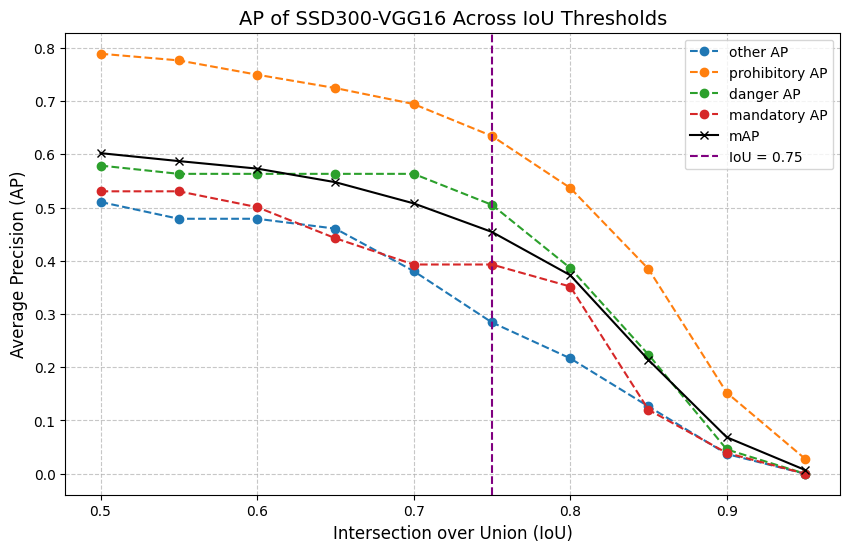 AP of SSD300-VGG16 Across IoU Thresholds
Average Precision (AP)
0.8
0.7
0.6
0.5
0.4
0.3
0.2
0.1
0.0
other AP
prohibitory AP
danger AP
mandatory AP
mAP
IoU = 0.75
0.5 0.6 0.7 0.8 0.9
Intersection over Union (IoU)